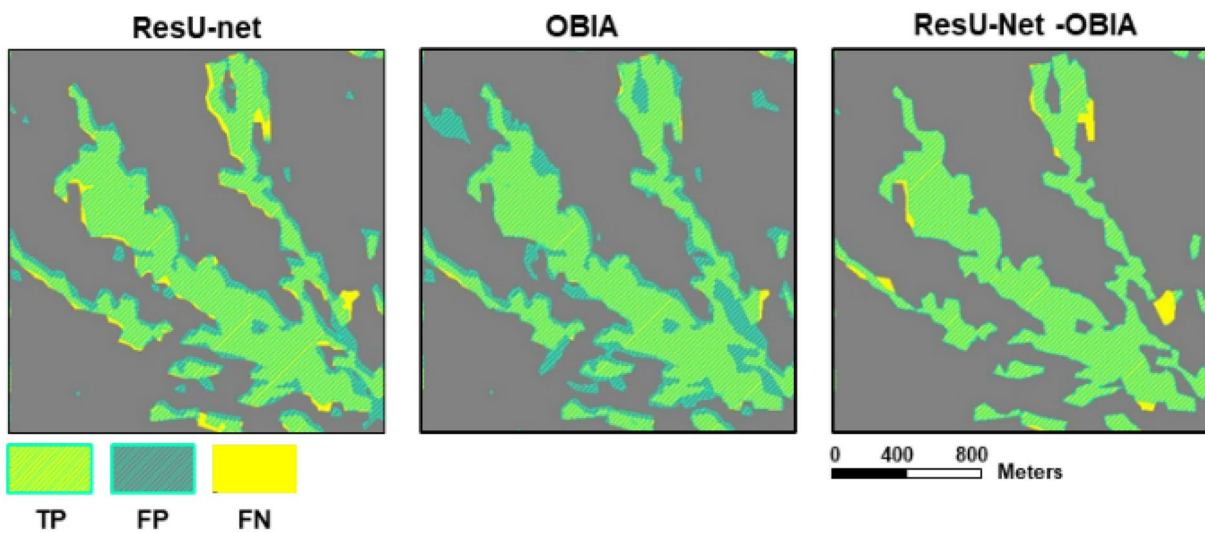 ResU-net
OBIA
ResU-Net -OBIA
0 400 800
Meters
TP
FP
FN